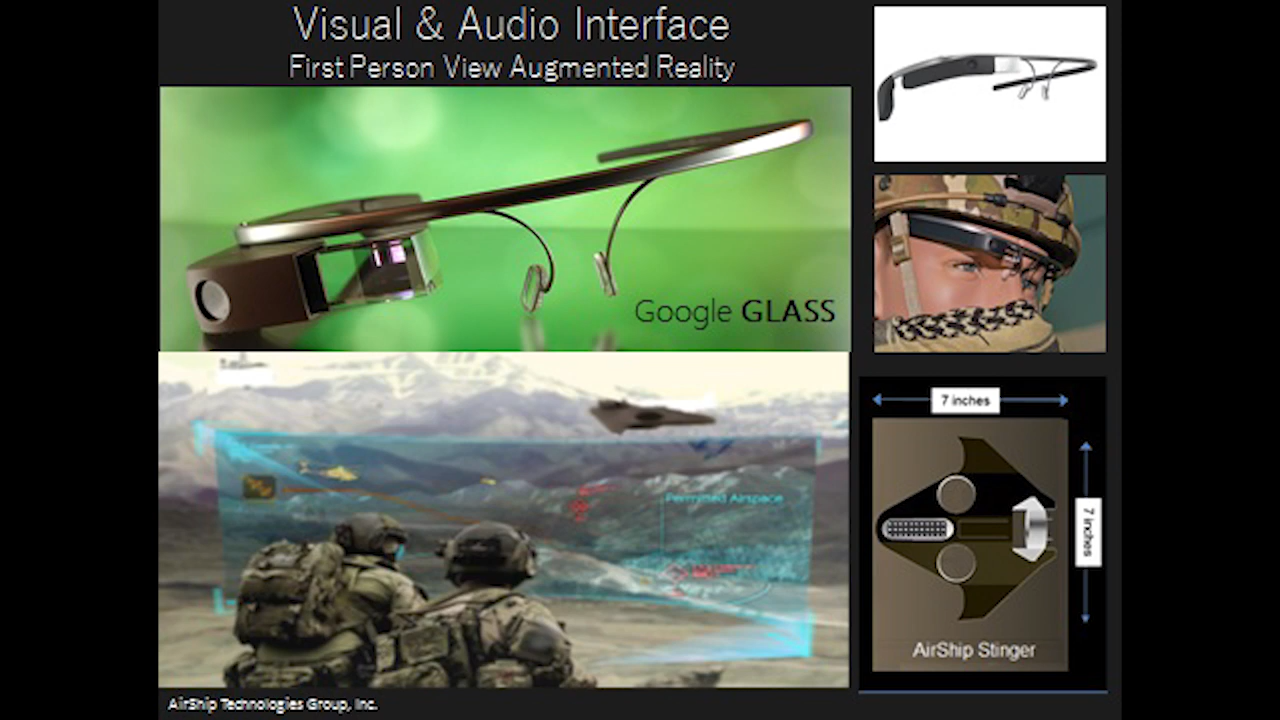 Visual & Audio Interface
First Person View Augmented Reality
Google GLASS
Permitted Airspace
7 inches
7 inches
AirShip Stinger
AirShip Technologies Group, Inc.